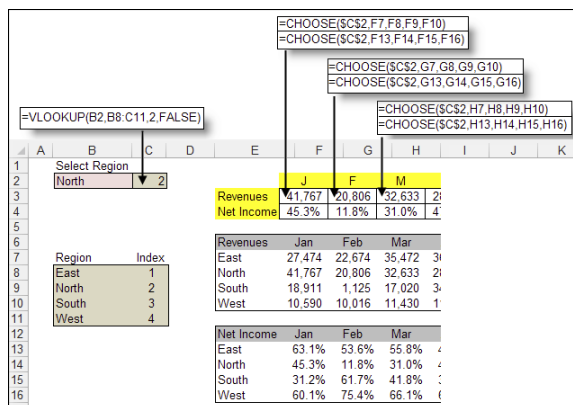 =CHOOSE($C$2,F7,F8,F9,F10)
=CHOOSE($C$2,F13,F14,F15,F16)
=CHOOSE($C$2,G7,G8,G9,G10)
=CHOOSE($C$2,G13,G14,G15,G16)
=CHOOSE($C$2,H7,H8,H9,H10)
=CHOOSE($C$2,H13,H14,H15,H16)
=VLOOKUP(B2,B8:C11,2,FALSE)
A B C D E F G H I J K
1 Select Region
2 North 2 J F M
3 Revenues 41,767 20,806 32,633
4 Net Income 45.3% 11.8% 31.0%
5
6 Revenues Jan Feb Mar
7 Region Index East 27,474 22,674 35,472
8 East 1 North 41,767 20,806 32,633
9 North 2 South 18,911 1,125 17,020
10 South 3 West 10,590 10,016 11,430
11 West 4
12 Net Income Jan Feb Mar
13 East 63.1% 53.6% 55.8%
14 North 45.3% 11.8% 31.0%
15 South 31.2% 61.7% 41.8%
16 West 60.1% 75.4% 66.1%